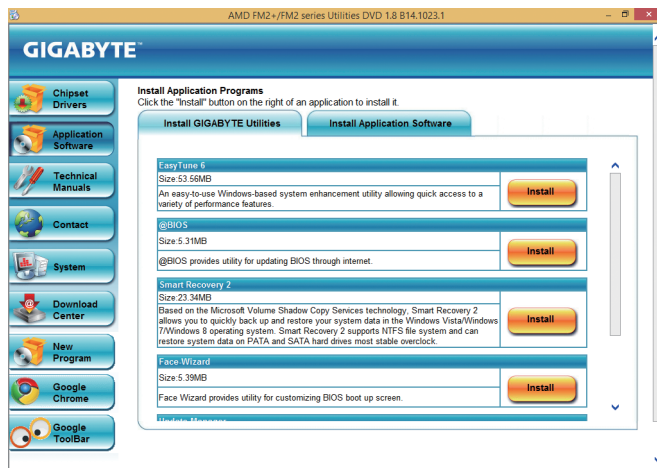 AMD FM2+/FM2 series Utilities DVD 1.8 B14.1023.1
GIGABYTE™
Chipset
Drivers
Application
Software
Technical
Manuals
Contact
System
Download
Center
New
Program
Google
Chrome
Google
ToolBar
Install Application Programs
Click the "Install" button on the right of an application to install it.
Install GIGABYTE Utilities
Install Application Software
EasyTune 6
Size:53.56MB
An easy-to-use Windows-based system enhancement utility allowing quick access to a
variety of performance features.
Install
@BIOS
Size:5.31MB
@BIOS provides utility for updating BIOS through internet.
Install
Smart Recovery 2
Size:23.34MB
Based on the Microsoft Volume Shadow Copy Services technology, Smart Recovery 2
allows you to quickly back up and restore your system data in the Windows Vista/Windows
7/Windows 8 operating system. Smart Recovery 2 supports NTFS file system and can
restore system data on PATA and SATA hard drives most stable overclock.
Install
Face-Wizard
Size:5.39MB
Face Wizard provides utility for customizing BIOS boot up screen.
Install
Update Manager